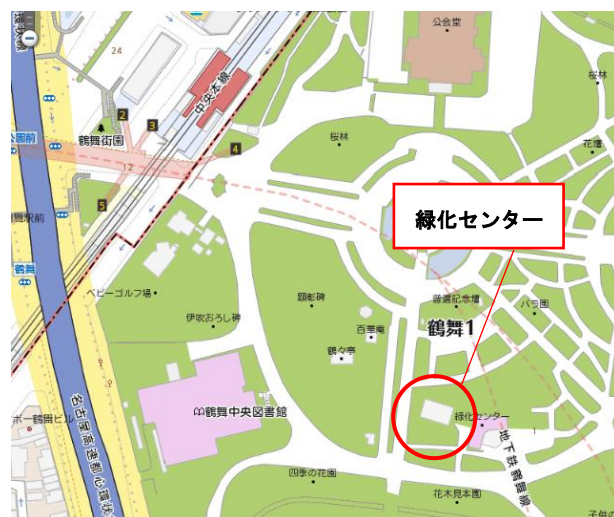 公会堂
24
桜林
中央本線
2
3
鶴舞街園
4
公園前
12
桜林
花壇
5
舞駅前
緑化センター
鶴舞
ベビーゴルフ場
顕彰碑
普選記念壇
バラ園
伊吹おろし碑
百華庵
鶴舞1
鶴々亭
鶴舞中央図書館
緑化センター
名古屋高速都心環状
地下鉄鶴舞線
四季の花園
花木見本園
子供の